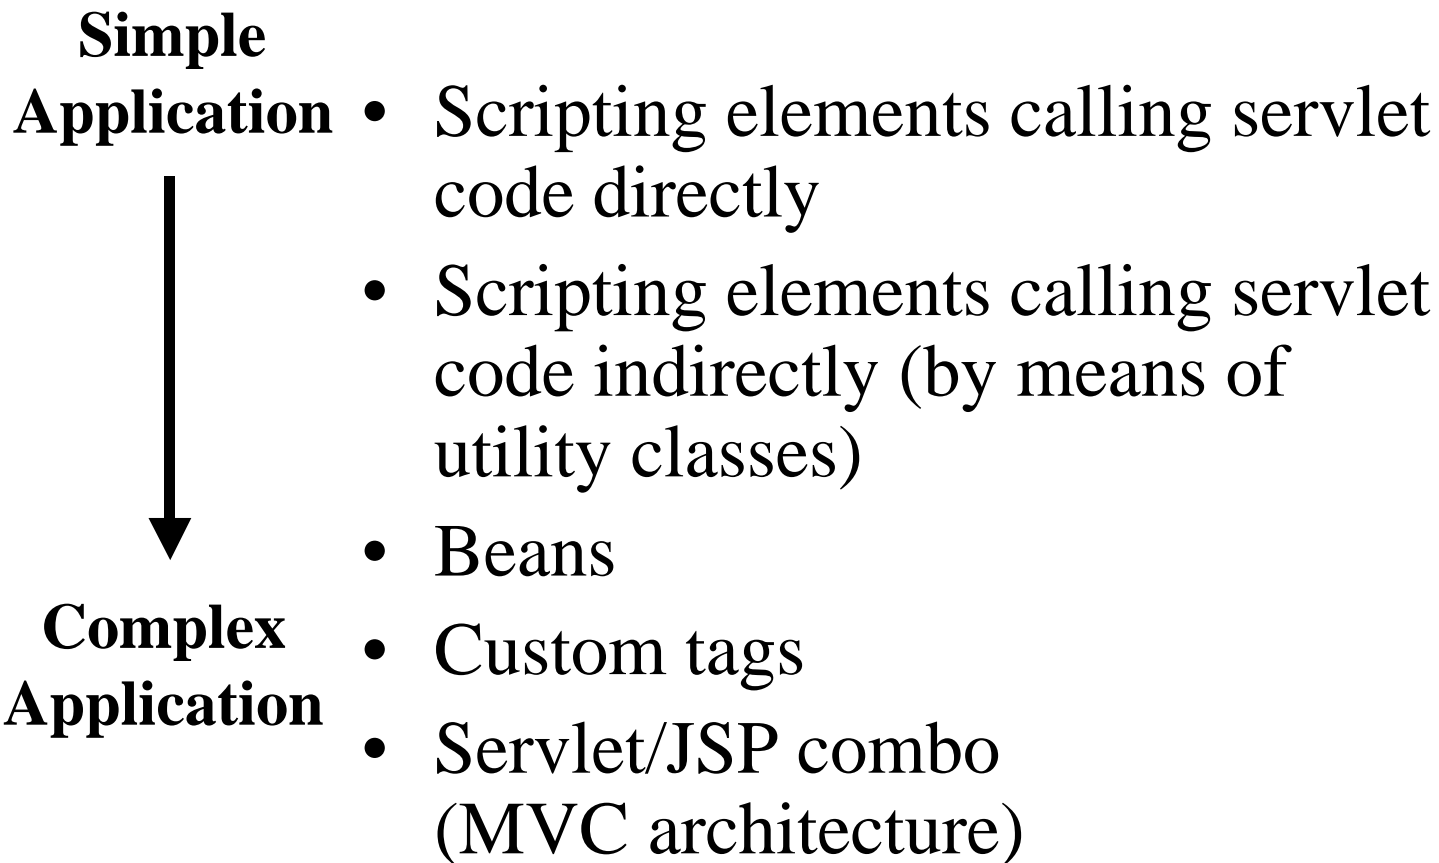 Simple
Application
• Scripting elements calling servlet
code directly
• Scripting elements calling servlet
code indirectly (by means of
utility classes)
• Beans
Complex
Application
• Custom tags
• Servlet/JSP combo
(MVC architecture)